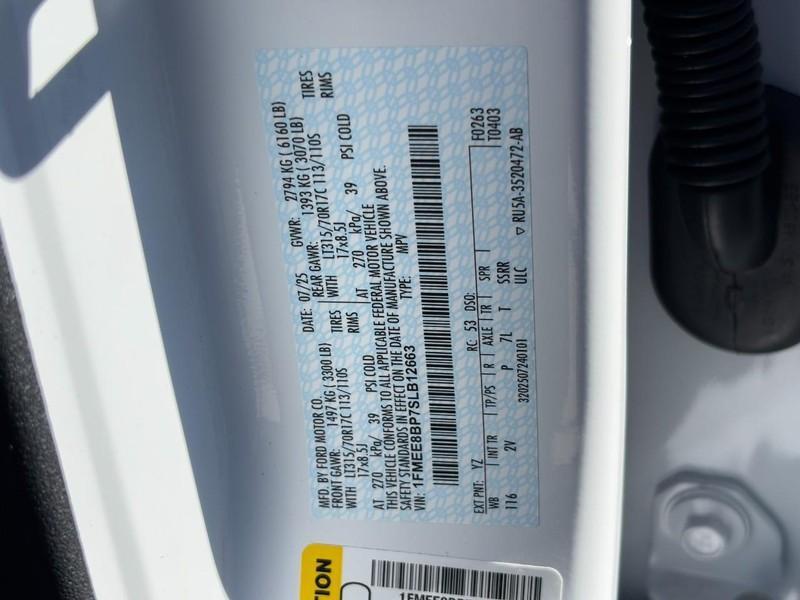 MFD. BY FORD MOTOR CO.
DATE: 07/25
GVWR: 2794 KG ( 6160 LB)
FRONT GAWR: 1497 KG ( 3300 LB)
REAR GAWR: 1393 KG ( 3070 LB)
WITH LT315/70R17C 113/110S TIRES
WITH LT315/70R17C 113/110S TIRES
17x8.5J RIMS
17x8.5J RIMS
AT 270 kPa/ 39 PSI COLD
AT 270 kPa/ 39 PSI COLD
THIS VEHICLE CONFORMS TO ALL APPLICABLE FEDERAL MOTOR VEHICLE
SAFETY STANDARDS IN EFFECT ON THE DATE OF MANUFACTURE SHOWN ABOVE.
VIN: 1FMEE8BP7SLB12663
TYPE: MPV
EXT PNT: YZ RC: 53 DSO: F0263
WB INT TR TP/PS R AXLE TR SPR T0403
116 2V P 7L T SSRR
3202507240101 ULC
▽ RU5A-3520472-AB